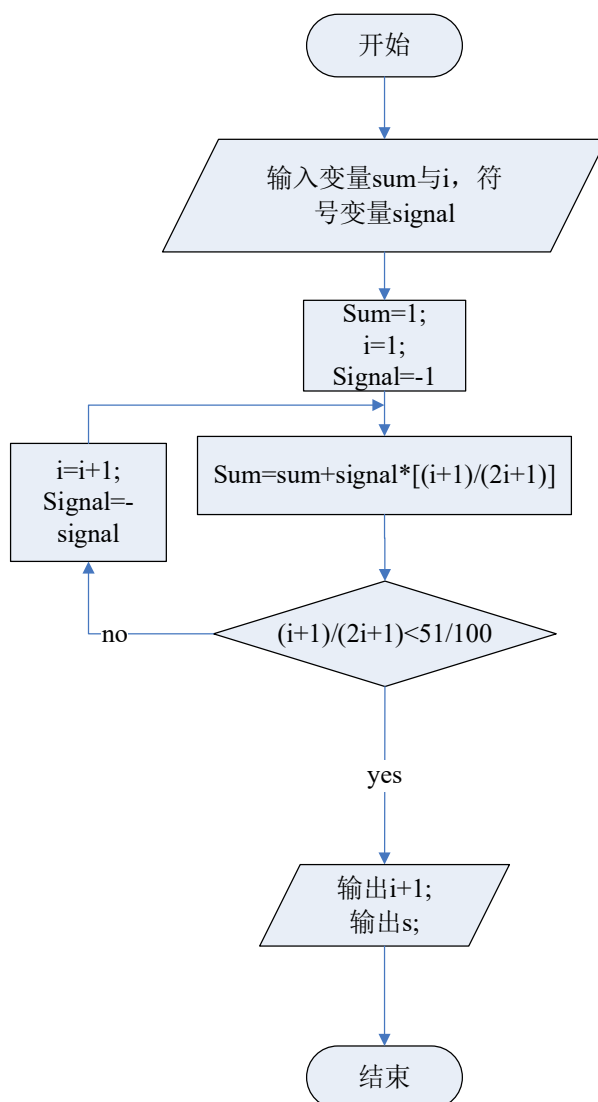 开始
输入变量sum与i，符
号变量signal
Sum=1;
i=1;
Signal=-1
i=i+1;
Signal=-
signal
Sum=sum+signal*[(i+1)/(2i+1)]
(i+1)/(2i+1)<51/100
no
yes
输出i+1;
输出s;
结束